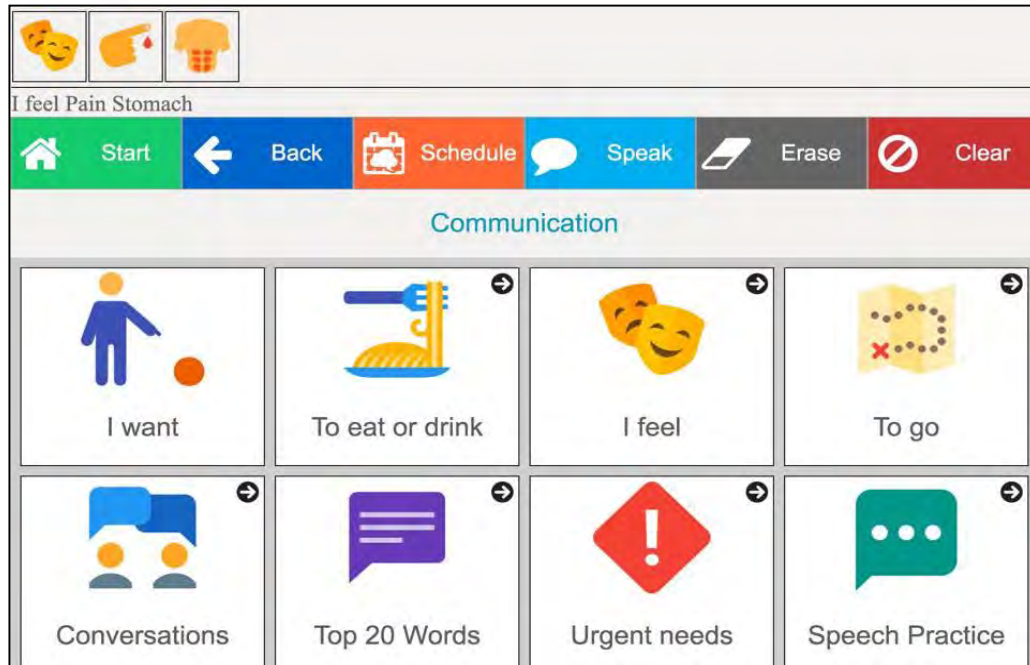 I feel Pain Stomach
Start Back Schedule Speak Erase Clear
Communication
I want To eat or drink I feel To go
Conversations Top 20 Words Urgent needs Speech Practice